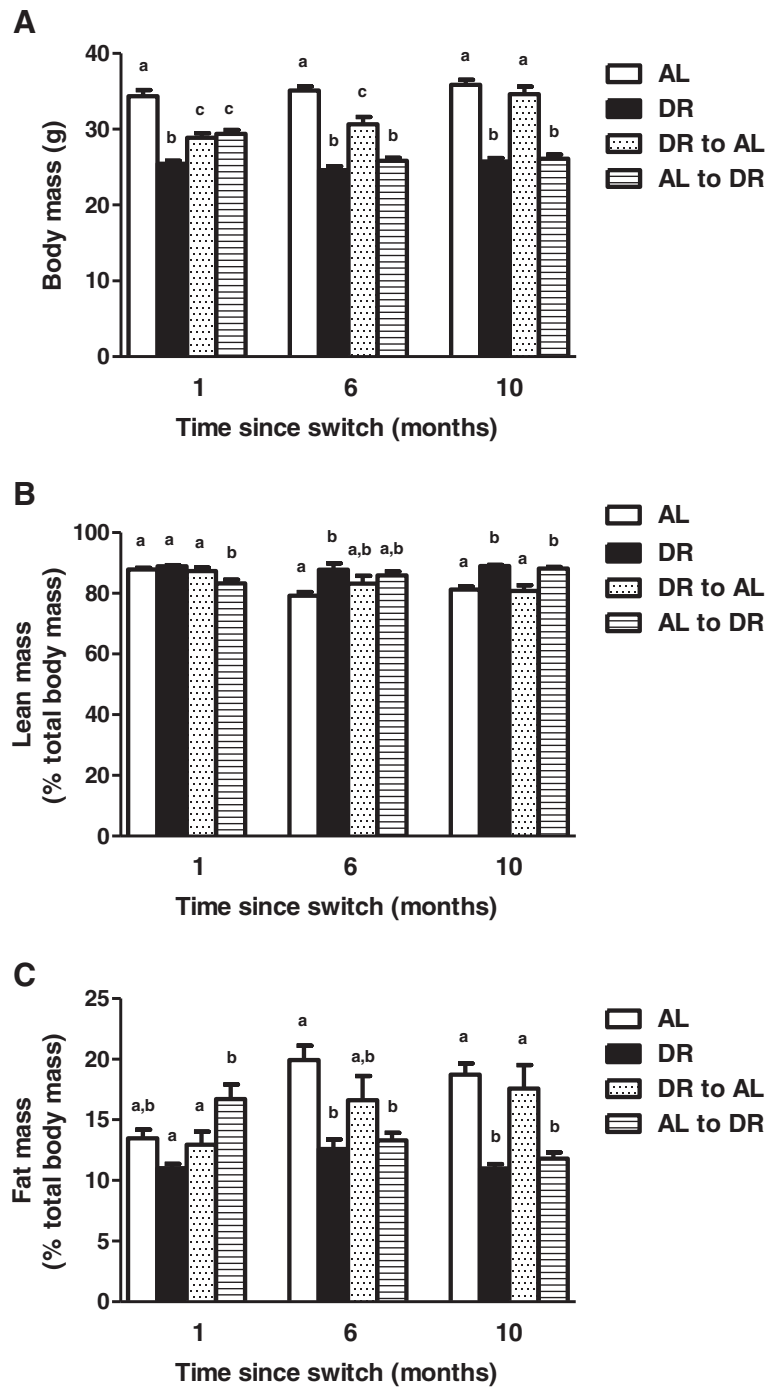 A
40
30
20
10
0
Body mass (g)
a b c c
a b c b
a b a b
1 6 10
Time since switch (months)
AL
DR
DR to AL
AL to DR
B
100
80
60
40
20
0
Lean mass
(% total body mass)
a a a b
a b a,b a,b
a b a b
1 6 10
Time since switch (months)
AL
DR
DR to AL
AL to DR
C
25
20
15
10
5
0
Fat mass
(% total body mass)
a,b a a b
a b a,b b
a b a b
1 6 10
Time since switch (months)
AL
DR
DR to AL
AL to DR